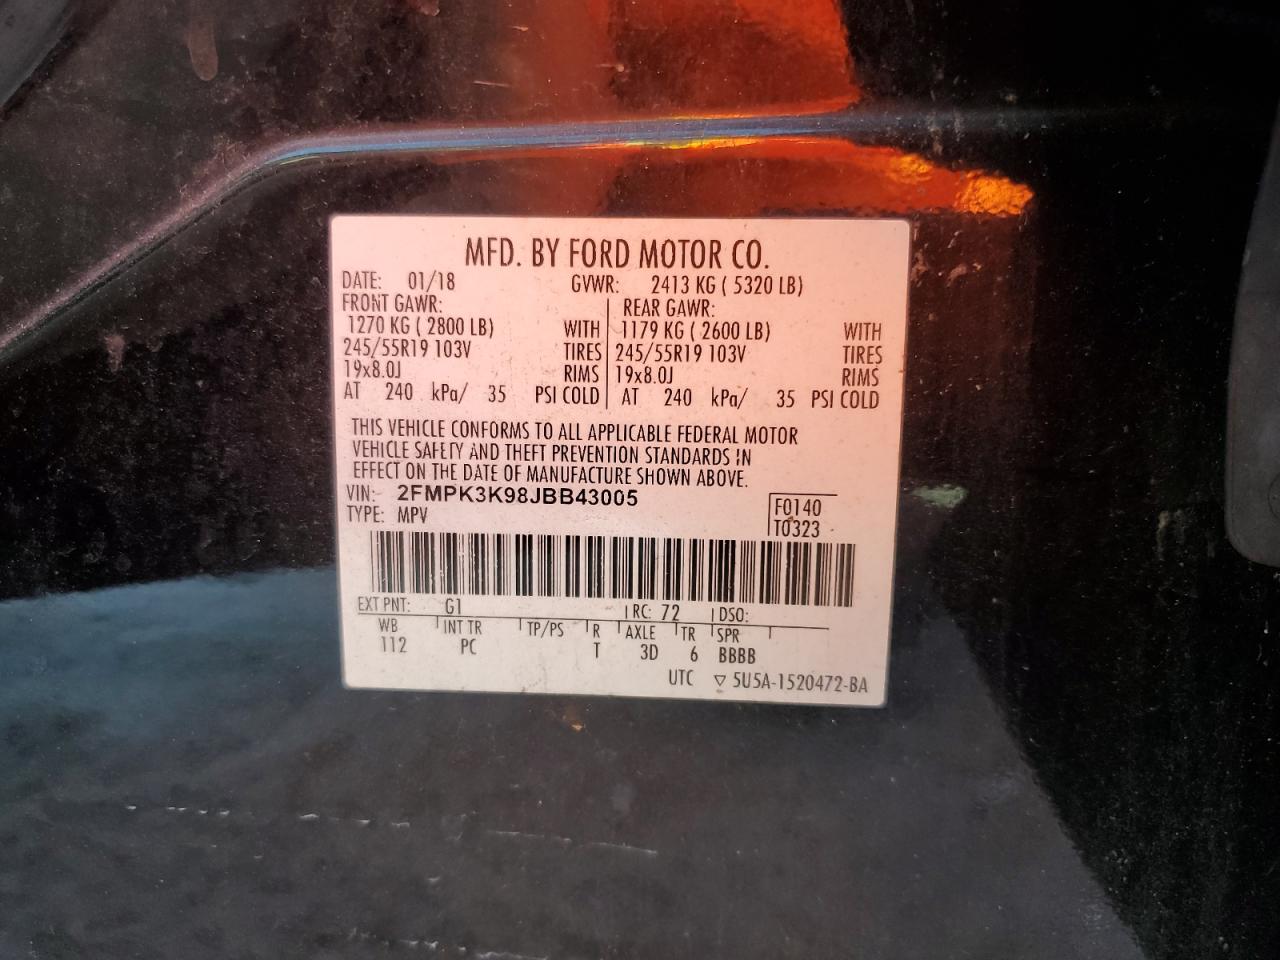 MFD. BY FORD MOTOR CO.
DATE: 01/18 GVWR: 2413 KG ( 5320 LB)
FRONT GAWR: REAR GAWR:
1270 KG ( 2800 LB) WITH 1179 KG ( 2600 LB) WITH
245/55R19 103V TIRES 245/55R19 103V TIRES
19x8.0J RIMS 19x8.0J RIMS
AT 240 kPa/ 35 PSI COLD AT 240 kPa/ 35 PSI COLD
THIS VEHICLE CONFORMS TO ALL APPLICABLE FEDERAL MOTOR
VEHICLE SAFETY AND THEFT PREVENTION STANDARDS IN
EFFECT ON THE DATE OF MANUFACTURE SHOWN ABOVE.
VIN: 2FMPK3K98JBB43005 F0140
TYPE: MPV T0323
EXT PNT: G1 RC: 72 DSO:
WB INT TR TP/PS R AXLE TR SPR
112 PC T 3D 6 BBBB
UTC ▽ 5U5A-1520472-BA